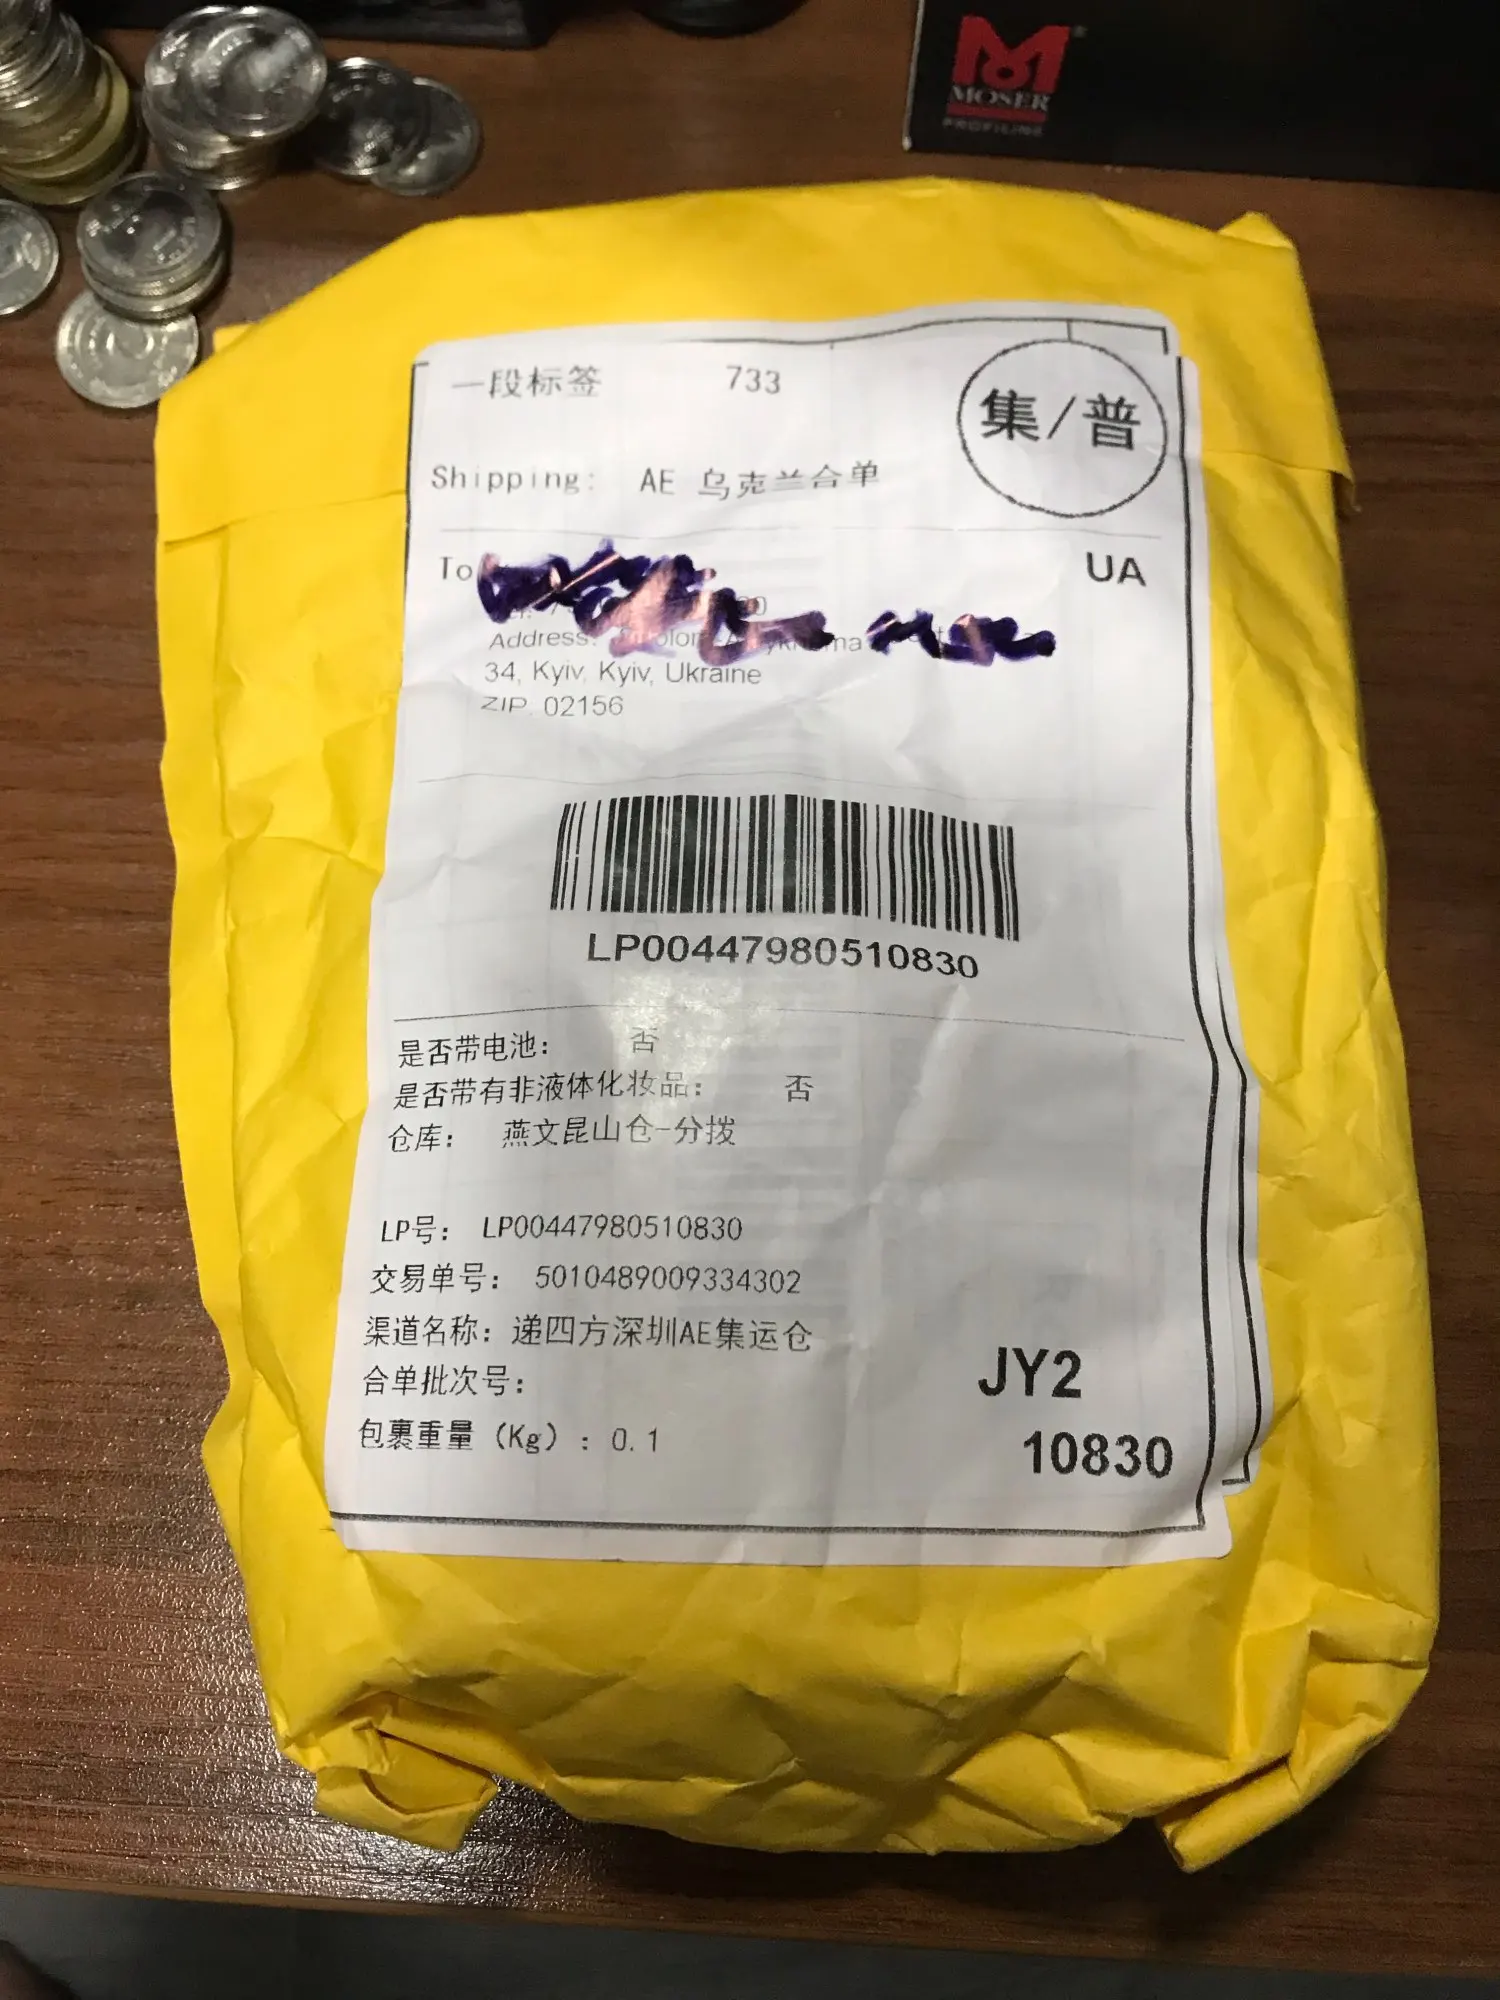 MOSER
PROFILINE
一段标签 733
集/普
Shipping: AE 乌克兰合单
To
UA
Address:
34, Kyiv, Kyiv, Ukraine
ZIP. 02156
LP00447980510830
是否带电池: 否
是否带有非液体化妆品: 否
仓库: 燕文昆山仓-分拨
LP号: LP00447980510830
交易单号: 5010489009334302
渠道名称: 递四方深圳AE集运仓
合单批次号:
包裹重量（Kg）: 0.1
JY2
10830